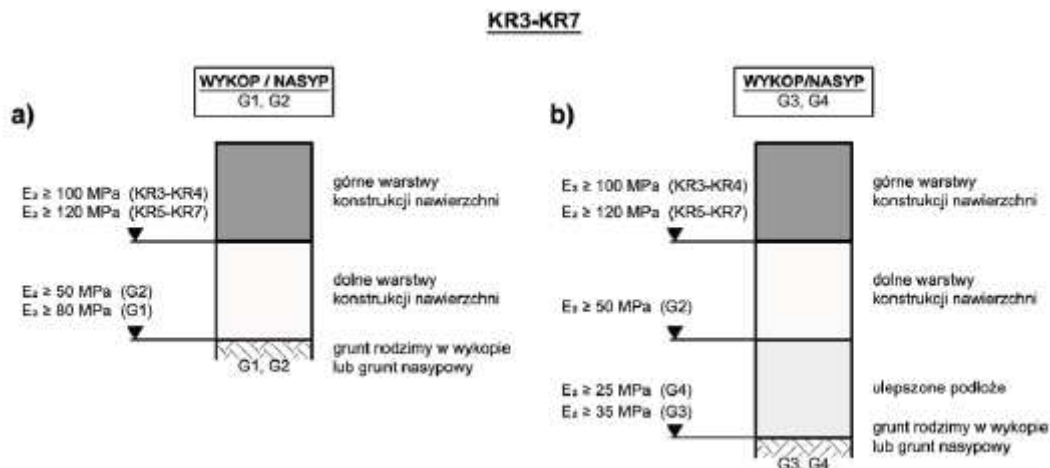 KR3-KR7
WYKOP / NASYP
G1, G2
a)
E₂ ≥ 100 MPa (KR3-KR4)
E₂ ≥ 120 MPa (KR5-KR7)
górne warstwy
konstrukcji nawierzchni
E₂ ≥ 50 MPa (G2)
E₂ ≥ 80 MPa (G1)
dolne warstwy
konstrukcji nawierzchni
grunt rodzimy w wykopie
lub grunt nasypowy
G1, G2
WYKOP/NASYP
G3, G4
b)
E₂ ≥ 100 MPa (KR3-KR4)
E₂ ≥ 120 MPa (KR5-KR7)
górne warstwy
konstrukcji nawierzchni
E₂ ≥ 50 MPa (G2)
dolne warstwy
konstrukcji nawierzchni
E₂ ≥ 25 MPa (G4)
E₂ ≥ 35 MPa (G3)
ulepszone podłoże
grunt rodzimy w wykopie
lub grunt nasypowy
G3, G4